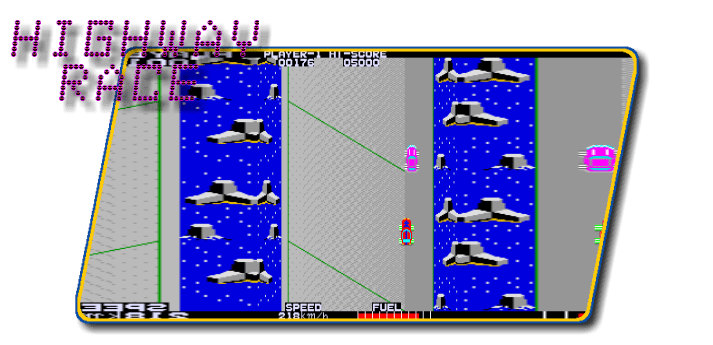 HIGHWAY
RACE
PLAYER-1 HI-SCORE
00176 05000
SPEED FUEL
218km/h